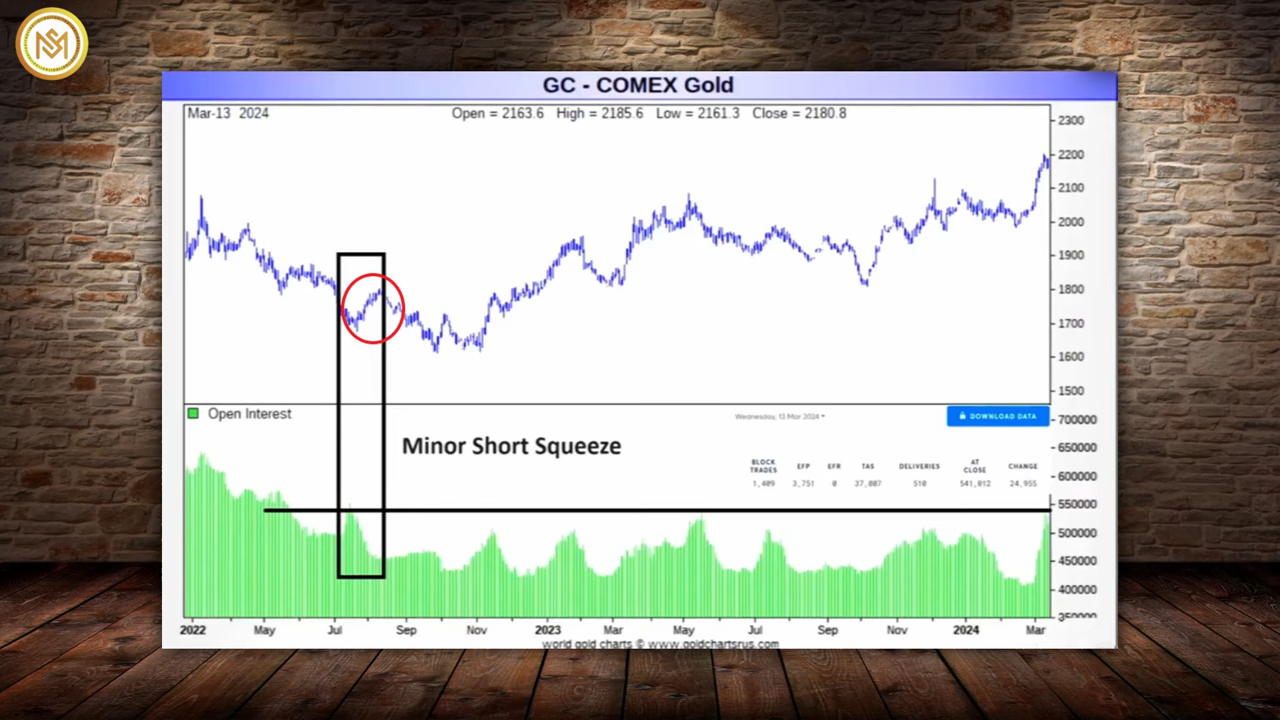 SM
GC - COMEX Gold
Mar-13 2024 Open = 2163.6 High = 2185.6 Low = 2161.3 Close = 2180.8
2300
2200
2100
2000
1900
1800
1700
1600
1500
Open Interest
Wednesday, 13 Mar 2024
DOWNLOAD DATA
700000
650000
600000
550000
500000
450000
400000
350000
Minor Short Squeeze
BLOCK TRADES EFP EFR TAS DELIVERIES AT CLOSE CHANGE
1,409 3,751 0 37,807 510 541,012 24,955
2022 May Jul Sep Nov 2023 Mar May Jul Sep Nov 2024 Mar
world gold charts © www.goldchartsrus.com